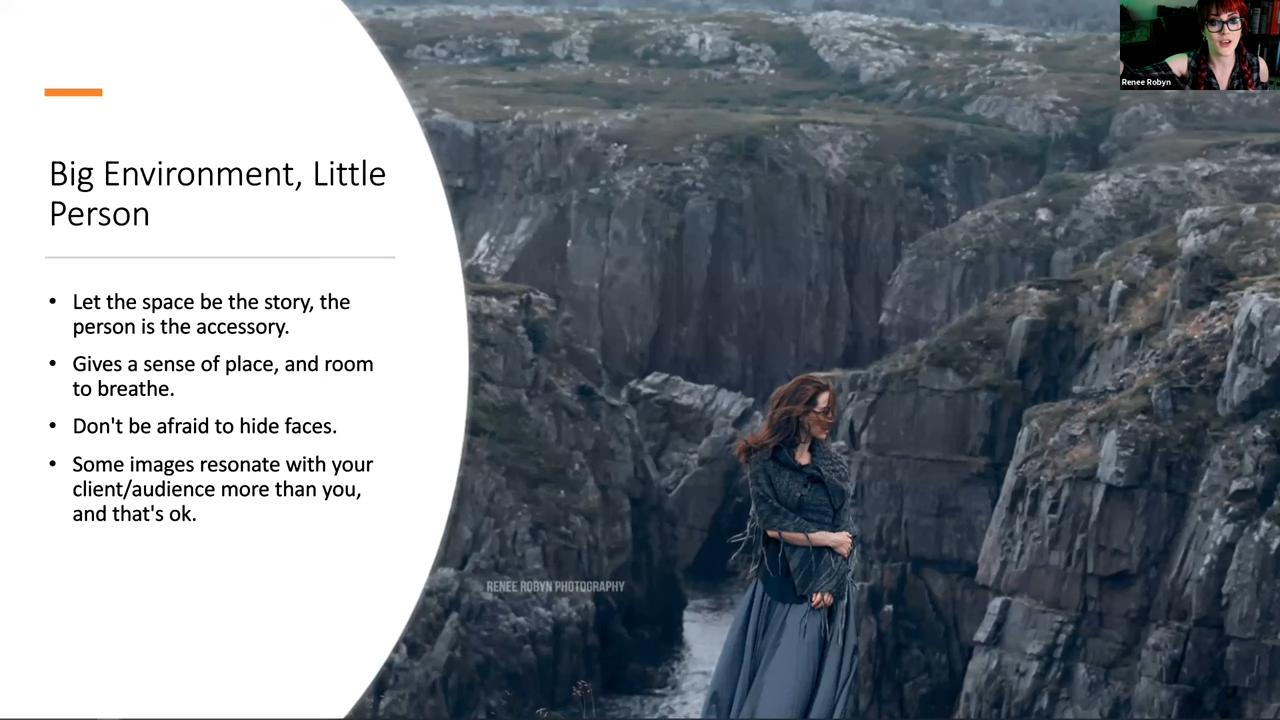 Renee Robyn
Big Environment, Little
Person
• Let the space be the story, the
person is the accessory.
• Gives a sense of place, and room
to breathe.
• Don't be afraid to hide faces.
• Some images resonate with your
client/audience more than you,
and that's ok.
RENEE ROBYN PHOTOGRAPHY